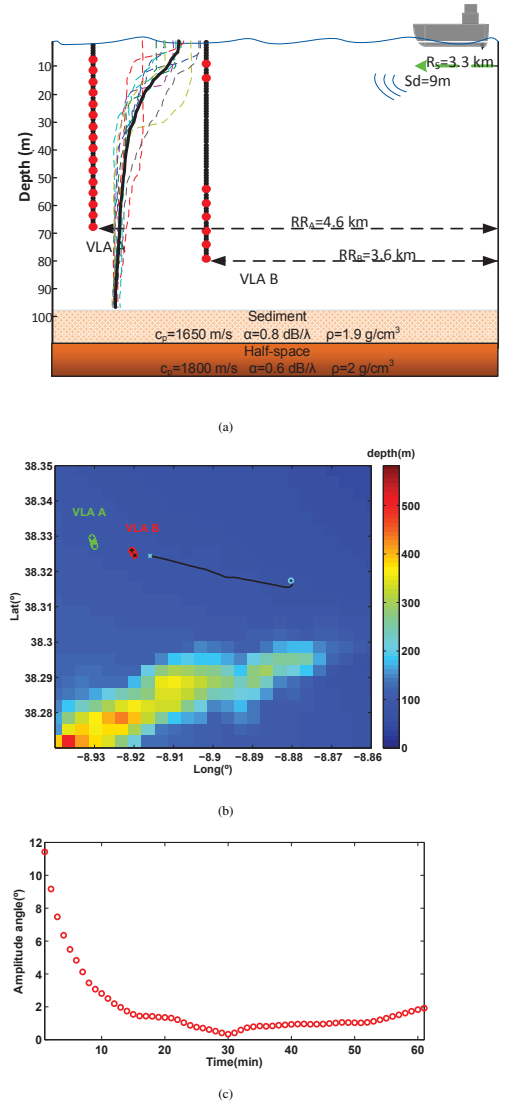 R_S=3.3 km
Sd=9m
10
20
30
40
50
60
70
80
90
100
Depth (m)
RR_A=4.6 km
VLA
RR_B=3.6 km
VLA B
Sediment
c_p=1650 m/s α=0.8 dB/λ ρ=1.9 g/cm³
Half-space
c_p=1800 m/s α=0.6 dB/λ ρ=2 g/cm³
(a)
depth(m)
38.35
38.34
38.33
38.32
38.31
38.3
38.29
38.28
Lat(º)
VLA A
VLA B
500
400
300
200
100
0
−8.93 −8.92 −8.91 −8.9 −8.89 −8.88 −8.87 −8.86
Long(º)
(b)
12
10
8
6
4
2
0
Amplitude angle(º)
10 20 30 40 50 60
Time(min)
(c)